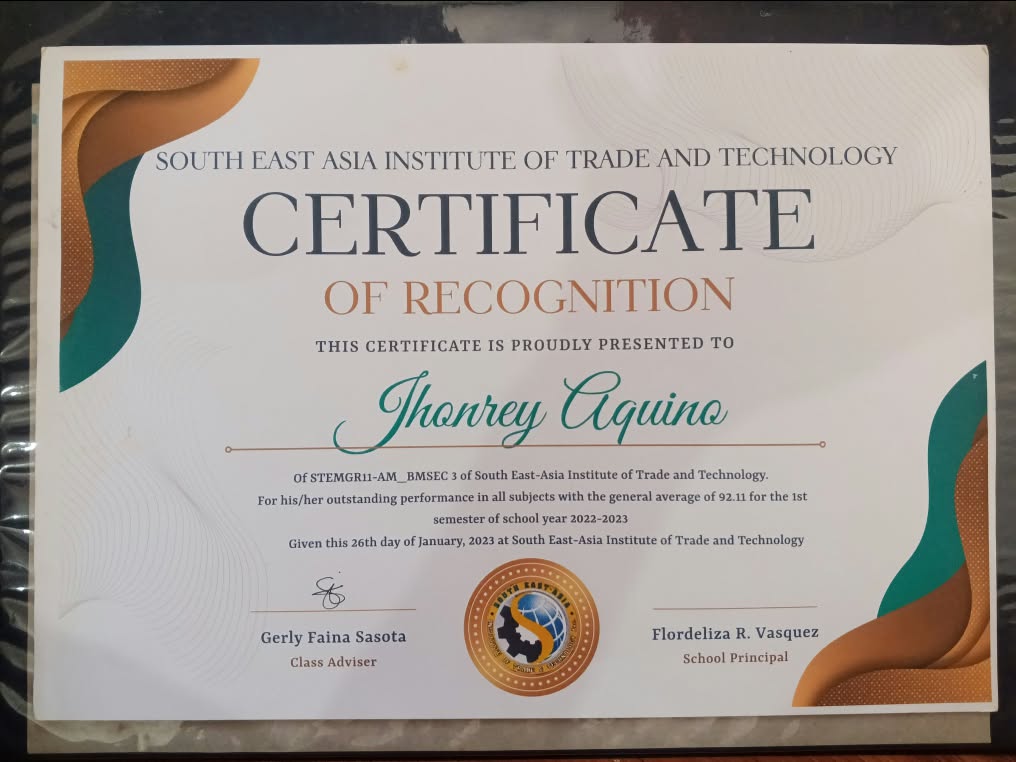 SOUTH EAST ASIA INSTITUTE OF TRADE AND TECHNOLOGY
CERTIFICATE
OF RECOGNITION
THIS CERTIFICATE IS PROUDLY PRESENTED TO
Jhonrey Aquino
Of STEMGR11-AM_BMSEC 3 of South East-Asia Institute of Trade and Technology.
For his/her outstanding performance in all subjects with the general average of 92.11 for the 1st
semester of school year 2022-2023
Given this 26th day of January, 2023 at South East-Asia Institute of Trade and Technology
Gerly Faina Sasota
Class Adviser
SOUTH EAST-ASIA
Flordeliza R. Vasquez
School Principal